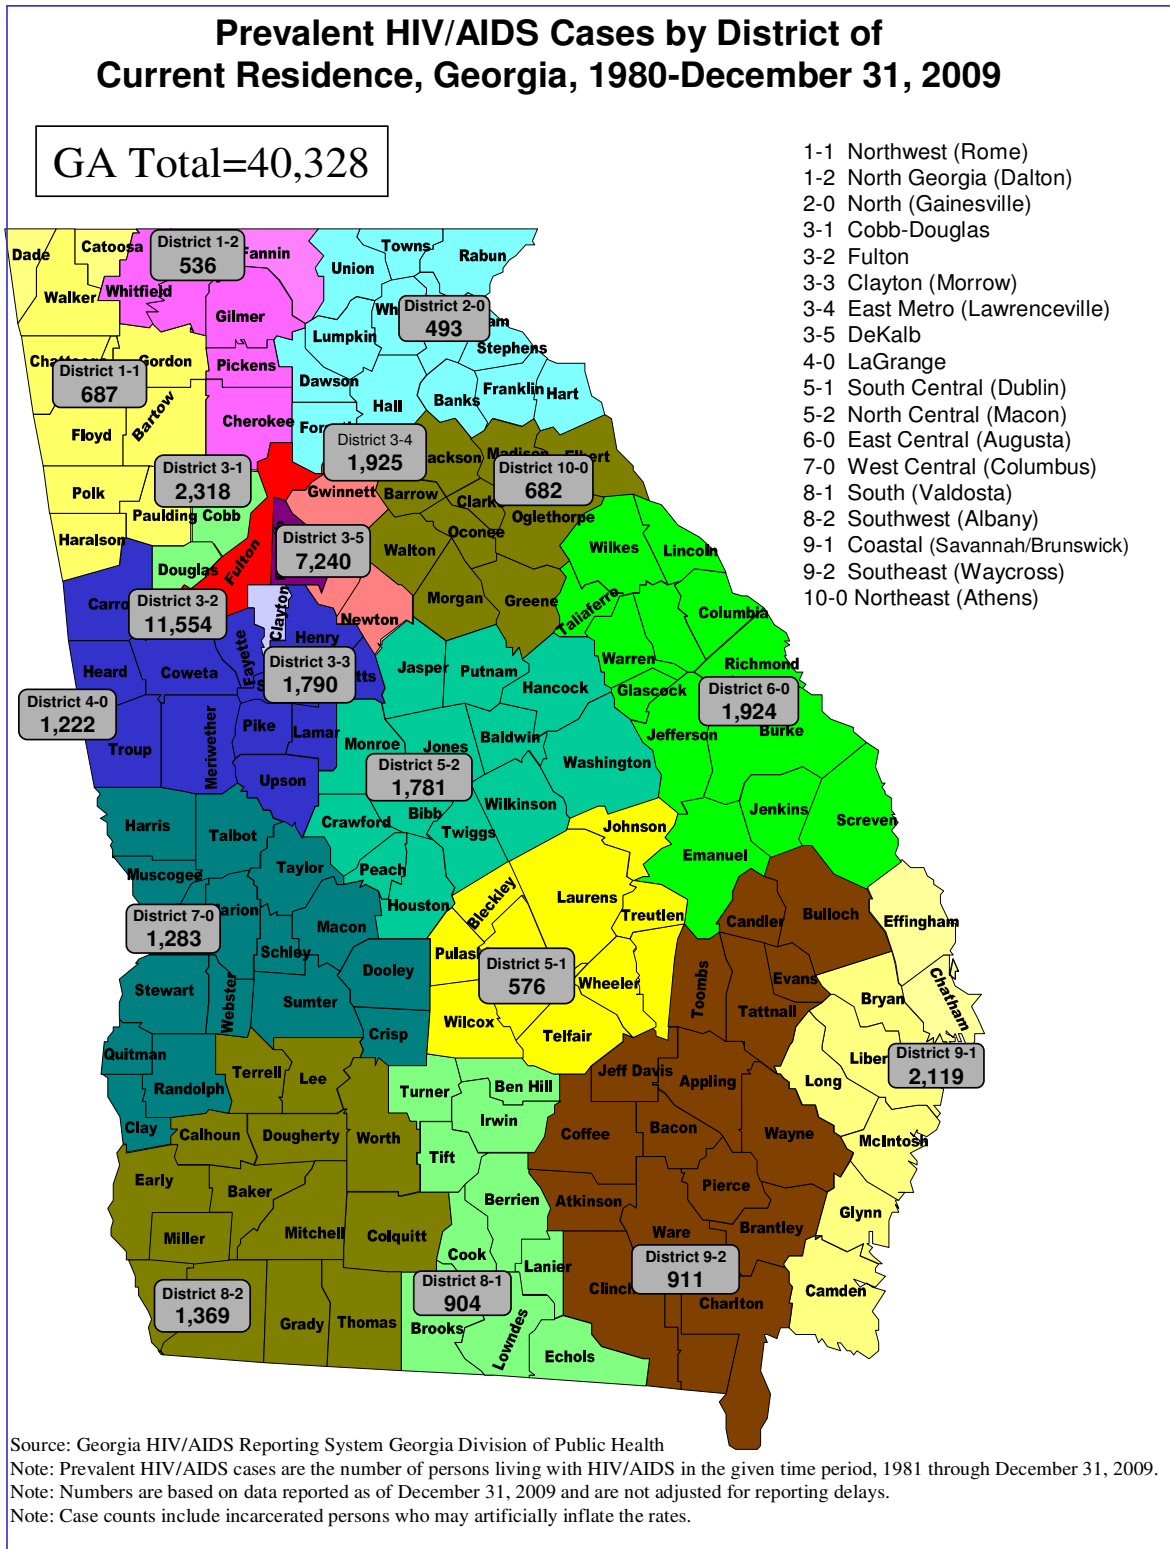 Prevalent HIV/AIDS Cases by District of
Current Residence, Georgia, 1980-December 31, 2009
GA Total=40,328
1-1 Northwest (Rome)
1-2 North Georgia (Dalton)
2-0 North (Gainesville)
3-1 Cobb-Douglas
3-2 Fulton
3-3 Clayton (Morrow)
3-4 East Metro (Lawrenceville)
3-5 DeKalb
4-0 LaGrange
5-1 South Central (Dublin)
5-2 North Central (Macon)
6-0 East Central (Augusta)
7-0 West Central (Columbus)
8-1 South (Valdosta)
8-2 Southwest (Albany)
9-1 Coastal (Savannah/Brunswick)
9-2 Southeast (Waycross)
10-0 Northeast (Athens)
Dade
Catoosa
District 1-2
536
Fannin
Towns
Union
Rabun
Walker
Whitfield
Gilmer
District 2-0
493
Lumpkin
Stephens
Gordon
Pickens
District 1-1
687
Dawson
Franklin
Hart
Banks
Hall
Bartow
Cherokee
Floyd
District 3-4
1,925
District 3-1
2,318
District 10-0
682
Polk
Gwinnett
Barrow
Paulding
Cobb
Oglethorpe
Oconee
Haralson
District 3-5
7,240
Walton
Wilkes
Lincoln
Douglas
Fulton
Morgan
Greene
Taliaferro
Columbia
District 3-2
11,554
Clayton
Newton
Henry
Fayette
Heard
Coweta
District 3-3
1,790
Jasper
Putnam
Hancock
Warren
Richmond
Glascock
District 6-0
1,924
District 4-0
1,222
Troup
Meriwether
Pike
Lamar
Monroe
Jones
Baldwin
Jefferson
Burke
Washington
Upson
District 5-2
1,781
Wilkinson
Jenkins
Screven
Harris
Talbot
Crawford
Bibb
Twiggs
Johnson
Emanuel
Muscogee
Taylor
Peach
Houston
Bleckley
Laurens
Treutlen
Candler
Bulloch
Effingham
District 7-0
1,283
Macon
Schley
Dooley
District 5-1
576
Wheeler
Toombs
Evans
Tattnall
Bryan
Chatham
Stewart
Webster
Sumter
Crisp
Wilcox
Telfair
Quitman
Randolph
Terrell
Lee
Turner
Ben Hill
Jeff Davis
Appling
Long
District 9-1
2,119
Clay
Calhoun
Dougherty
Worth
Irwin
Coffee
Bacon
Wayne
McIntosh
Tift
Early
Baker
Berrien
Atkinson
Pierce
Glynn
Miller
Mitchell
Colquitt
Cook
Lanier
Ware
Brantley
District 8-2
1,369
Grady
Thomas
District 8-1
904
Brooks
Lowndes
Echols
District 9-2
911
Charlton
Camden
Source: Georgia HIV/AIDS Reporting System Georgia Division of Public Health
Note: Prevalent HIV/AIDS cases are the number of persons living with HIV/AIDS in the given time period, 1981 through December 31, 2009.
Note: Numbers are based on data reported as of December 31, 2009 and are not adjusted for reporting delays.
Note: Case counts include incarcerated persons who may artificially inflate the rates.